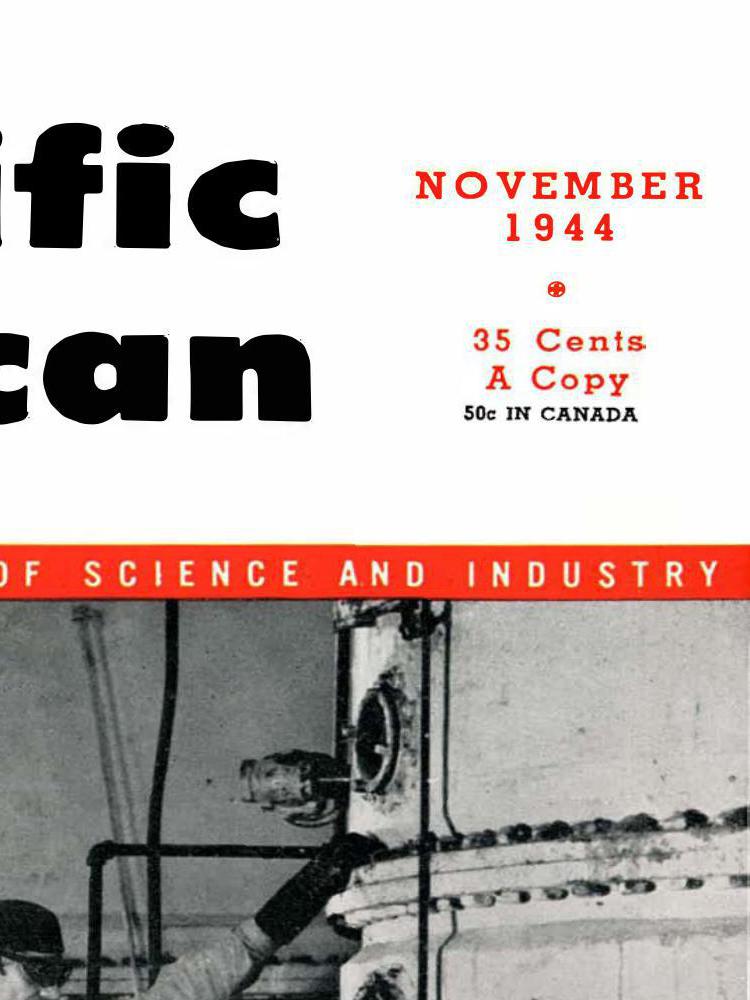 ific
can
NOVEMBER
1944
35 Cents
A Copy
50c IN CANADA
OF SCIENCE AND INDUSTRY